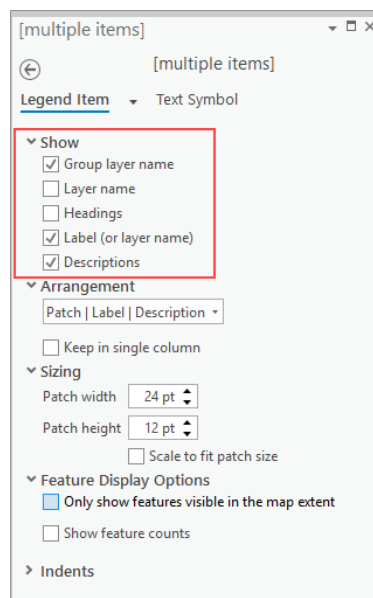 [multiple items]
[multiple items]
Legend Item Text Symbol
Show
Group layer name
Layer name
Headings
Label (or layer name)
Descriptions
Arrangement
Patch | Label | Description
Keep in single column
Sizing
Patch width 24 pt
Patch height 12 pt
Scale to fit patch size
Feature Display Options
Only show features visible in the map extent
Show feature counts
Indents